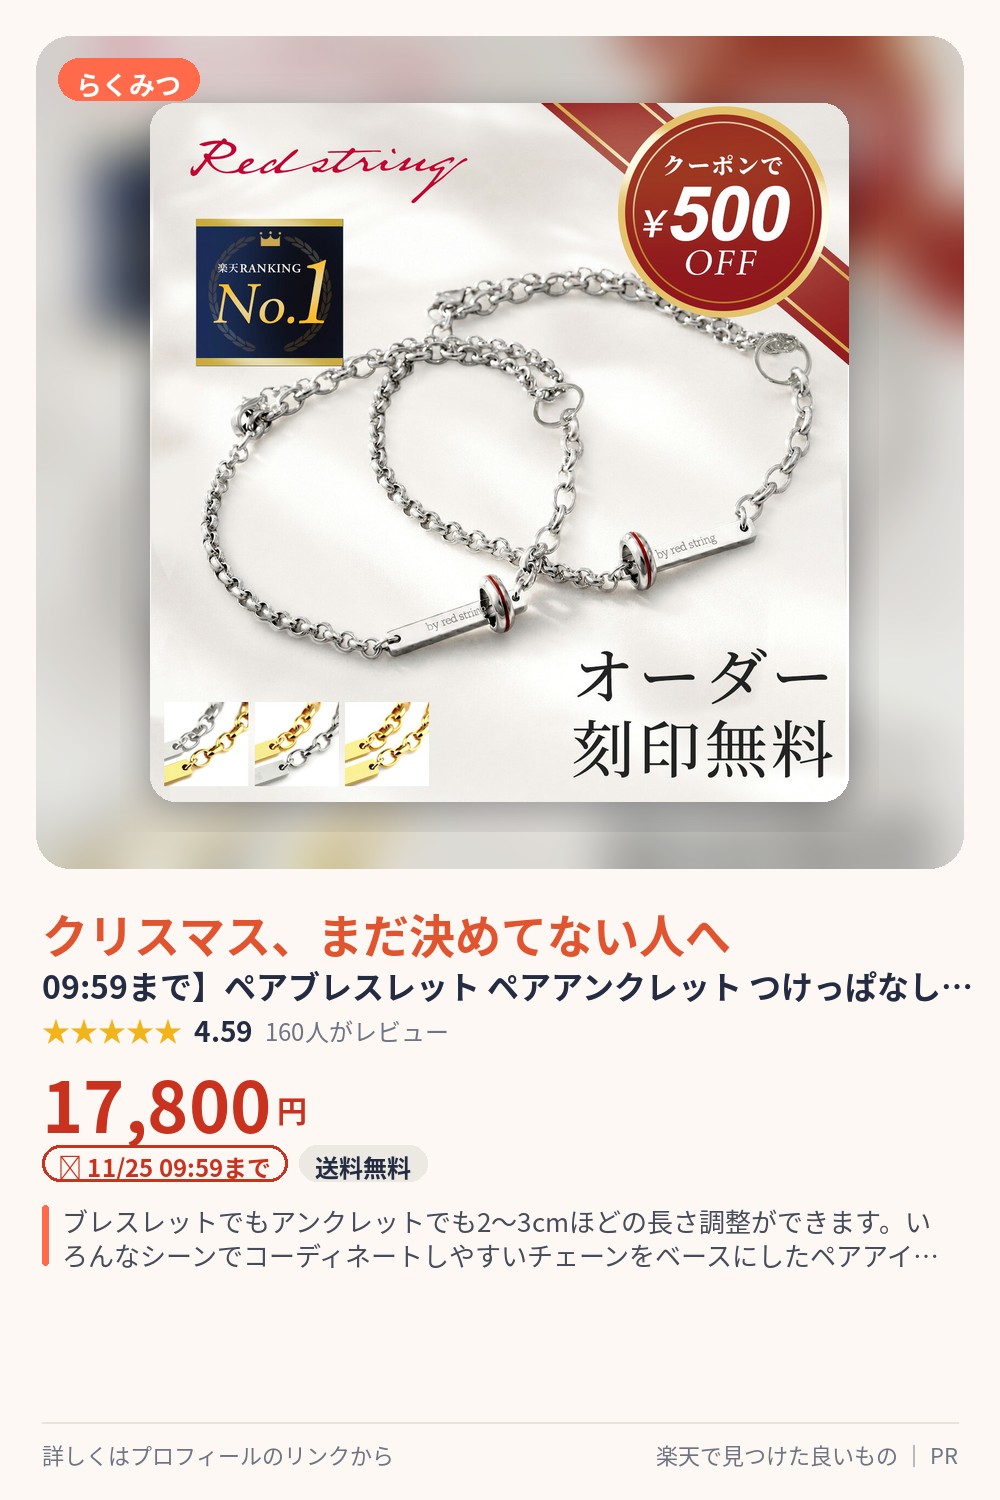 らくみつ
Red string
クーポンで
¥500
OFF
楽天RANKING
No.1
by red string
by red string
オーダー
刻印無料
クリスマス、まだ決めてない人へ
09:59まで】ペアブレスレット ペアアンクレット つけっぱなし…
★★★★★ 4.59 160人がレビュー
17,800円
11/25 09:59まで 送料無料
ブレスレットでもアンクレットでも2〜3cmほどの長さ調整ができます。い
ろんなシーンでコーディネートしやすいチェーンをベースにしたペアアイ…
詳しくはプロフィールのリンクから
楽天で見つけた良いもの｜PR